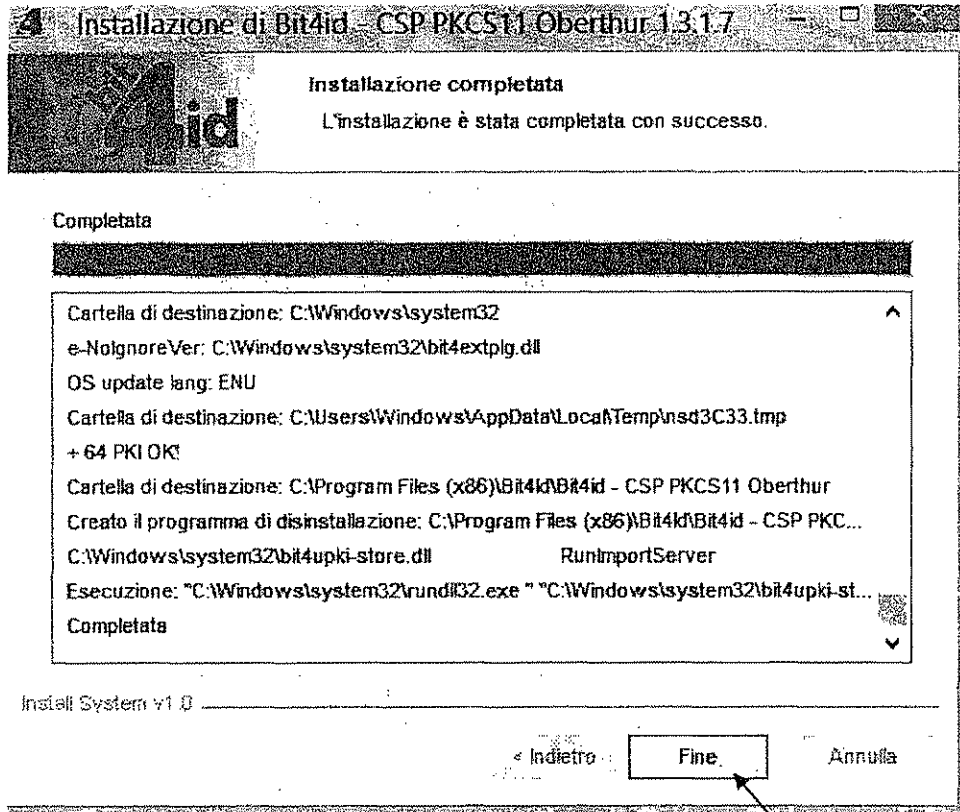 Installazione di Bit4id - CSP PKCS11 Oberthur 1.3.1.7
id
Installazione completata
L'installazione è stata completata con successo.
Completata
Cartella di destinazione: C:\Windows\system32
e-NoIgnoreVer: C:\Windows\system32\bit4extplg.dll
OS update lang: ENU
Cartella di destinazione: C:\Users\Windows\AppData\Local\Temp\nsd3C33.tmp
+ 64 PKI OK!
Cartella di destinazione: C:\Program Files (x86)\Bit4Id\Bit4id - CSP PKCS11 Oberthur
Creato il programma di disinstallazione: C:\Program Files (x86)\Bit4Id\Bit4id - CSP PKC...
C:\Windows\system32\bit4upki-store.dll RunImportServer
Esecuzione: "C:\Windows\system32\rundll32.exe " "C:\Windows\system32\bit4upki-st...
Completata
Install System v1.0
< Indietro Fine Annulla